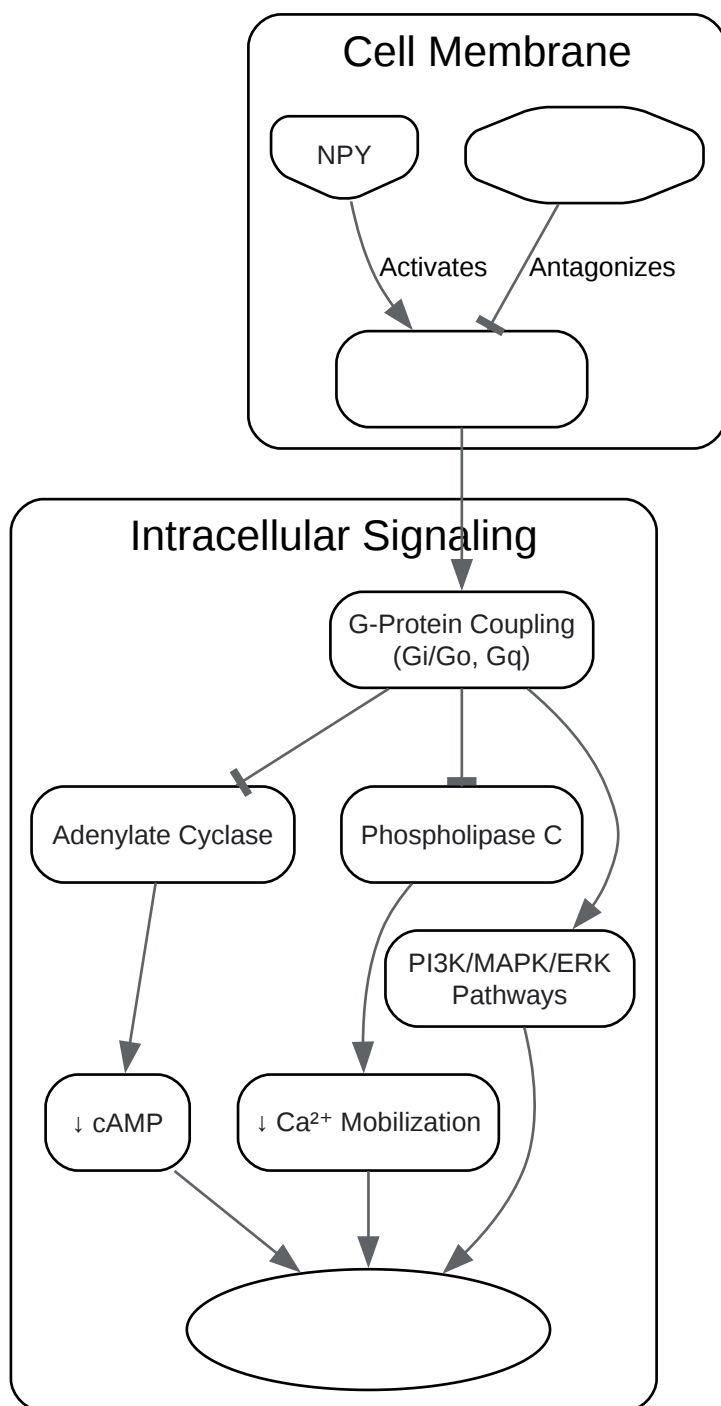 Cell Membrane
NPY
Activates
Antagonizes
Intracellular Signaling
G-Protein Coupling
(Gi/Go, Gq)
Adenylate Cyclase
Phospholipase C
PI3K/MAPK/ERK
Pathways
↓ cAMP
↓ Ca²⁺ Mobilization